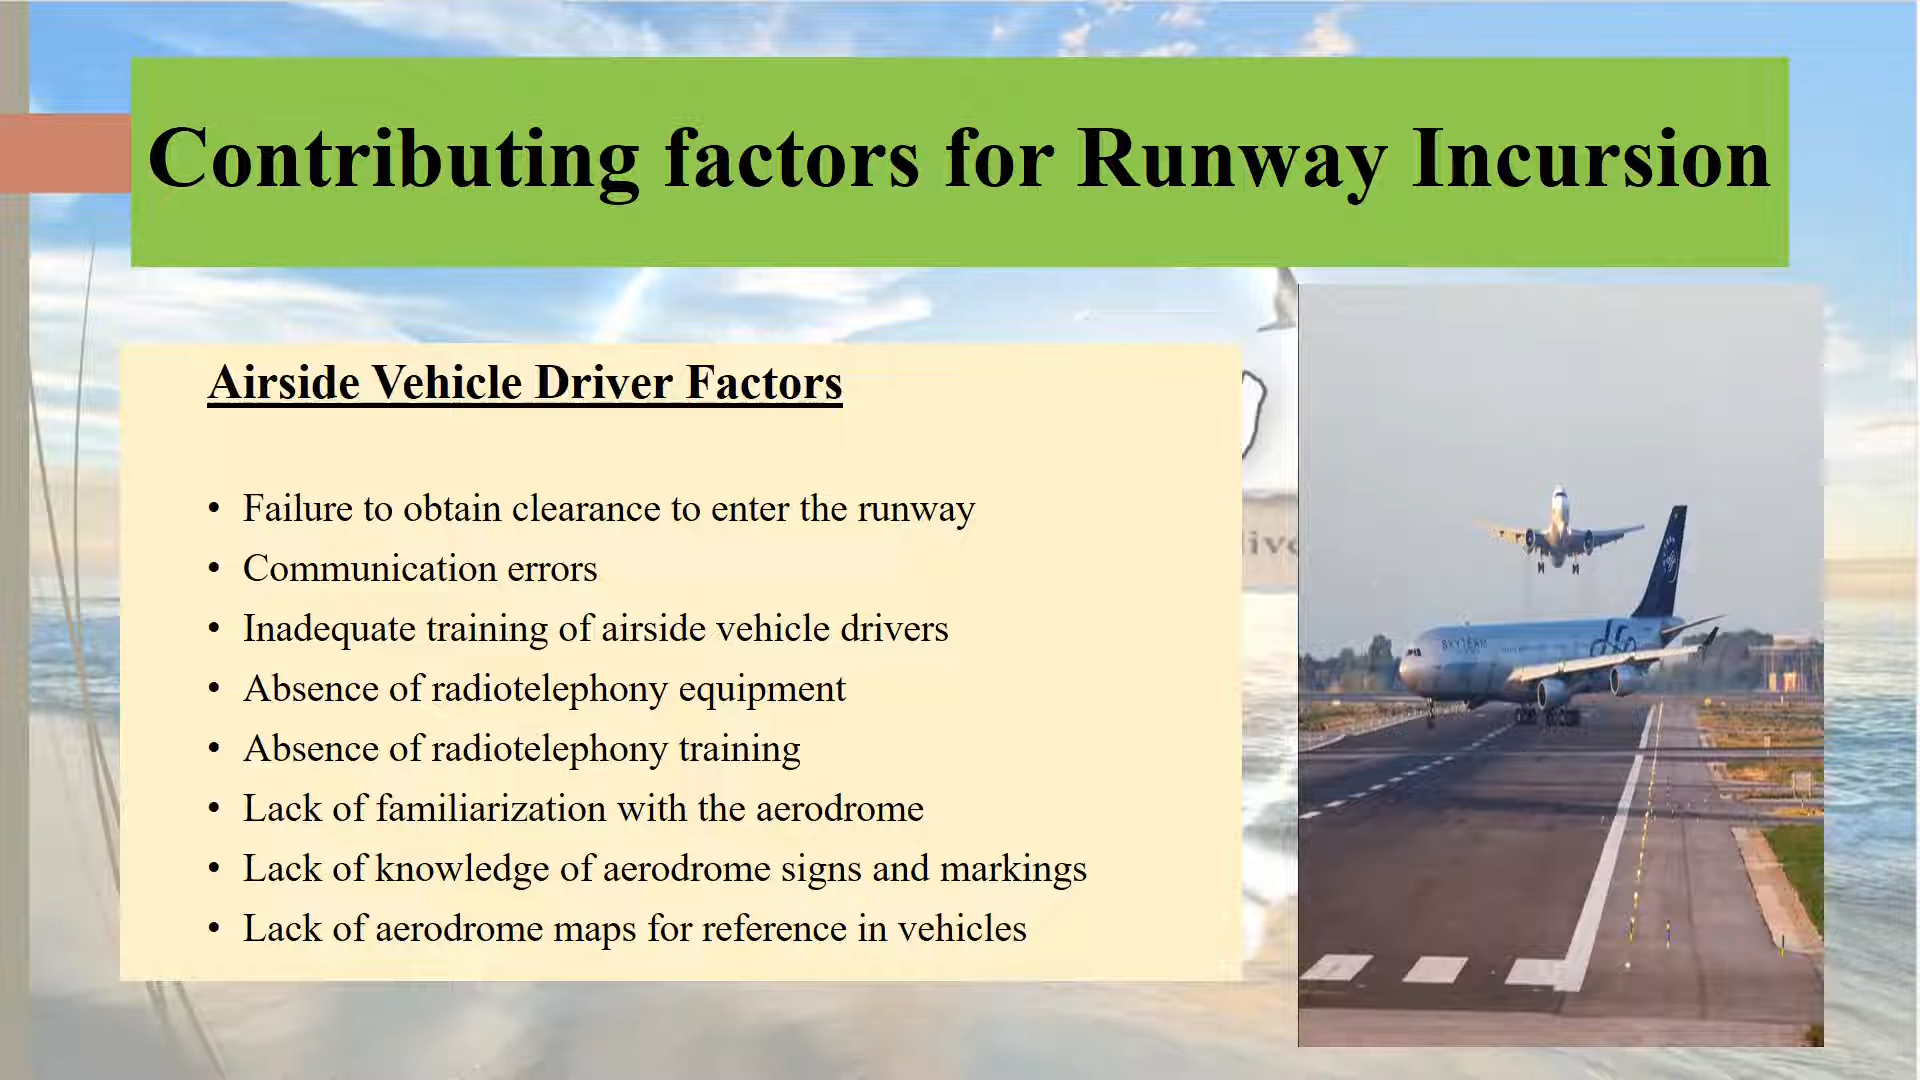 Contributing factors for Runway Incursion
Airside Vehicle Driver Factors
• Failure to obtain clearance to enter the runway
• Communication errors
• Inadequate training of airside vehicle drivers
• Absence of radiotelephony equipment
• Absence of radiotelephony training
• Lack of familiarization with the aerodrome
• Lack of knowledge of aerodrome signs and markings
• Lack of aerodrome maps for reference in vehicles
SKYTEAM